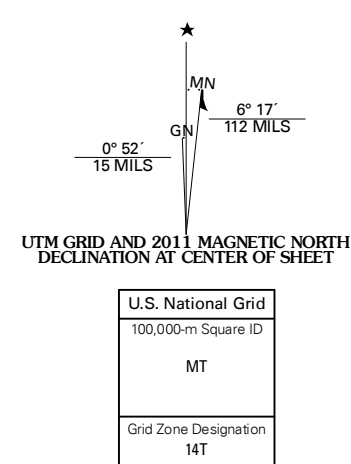 MN
GN
6° 17´
112 MILS
0° 52´
15 MILS
UTM GRID AND 2011 MAGNETIC NORTH
DECLINATION AT CENTER OF SHEET
U.S. National Grid
100,000-m Square ID
MT
Grid Zone Designation
14T